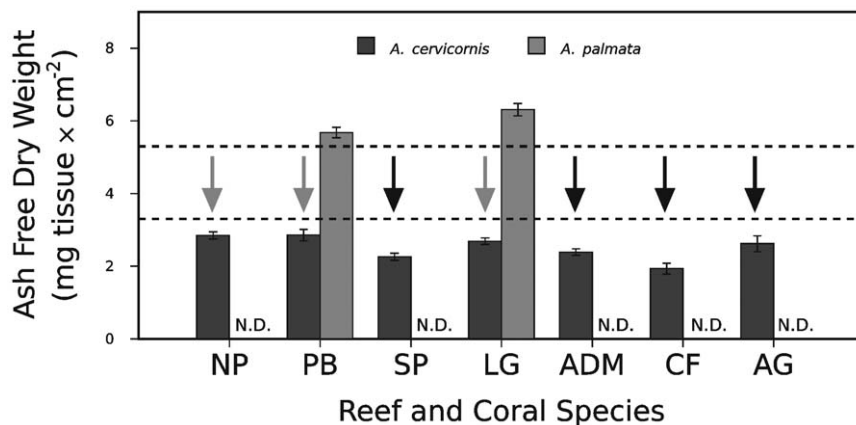 Ash Free Dry Weight
(mg tissue × cm⁻²)
8
6
4
2
0
A. cervicornis
A. palmata
N.D.
N.D.
N.D.
N.D.
N.D.
NP
PB
SP
LG
ADM
CF
AG
Reef and Coral Species